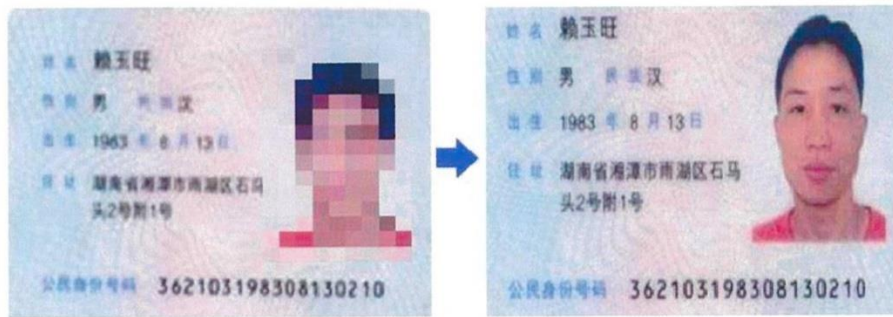 姓名 赖玉旺
性别 男 民族 汉
出生 1983 年 8 月 13 日
住址 湖南省湘潭市雨湖区石马
头2号附1号
公民身份号码 362103198308130210
姓名 赖玉旺
性别 男 民族 汉
出生 1983 年 8 月 13 日
住址 湖南省湘潭市雨湖区石马
头2号附1号
公民身份号码 362103198308130210